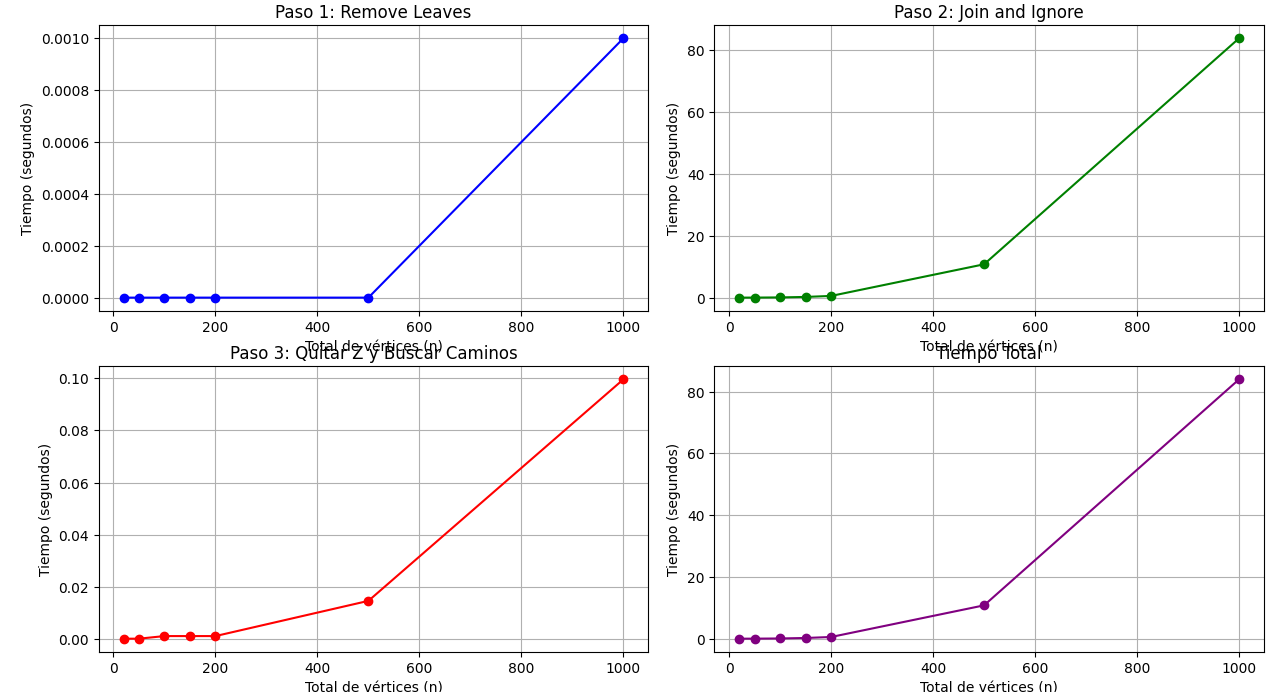 Paso 1: Remove Leaves
Tiempo (segundos)
0.0010
0.0008
0.0006
0.0004
0.0002
0.0000
0 200 400 600 800 1000
Total de vértices (n)
Paso 2: Join and Ignore
Tiempo (segundos)
80
60
40
20
0
0 200 400 600 800 1000
Total de vértices (n)
Paso 3: Quitar Z y Buscar Caminos
Tiempo (segundos)
0.10
0.08
0.06
0.04
0.02
0.00
0 200 400 600 800 1000
Total de vértices (n)
Tiempo Total
Tiempo (segundos)
80
60
40
20
0
0 200 400 600 800 1000
Total de vértices (n)